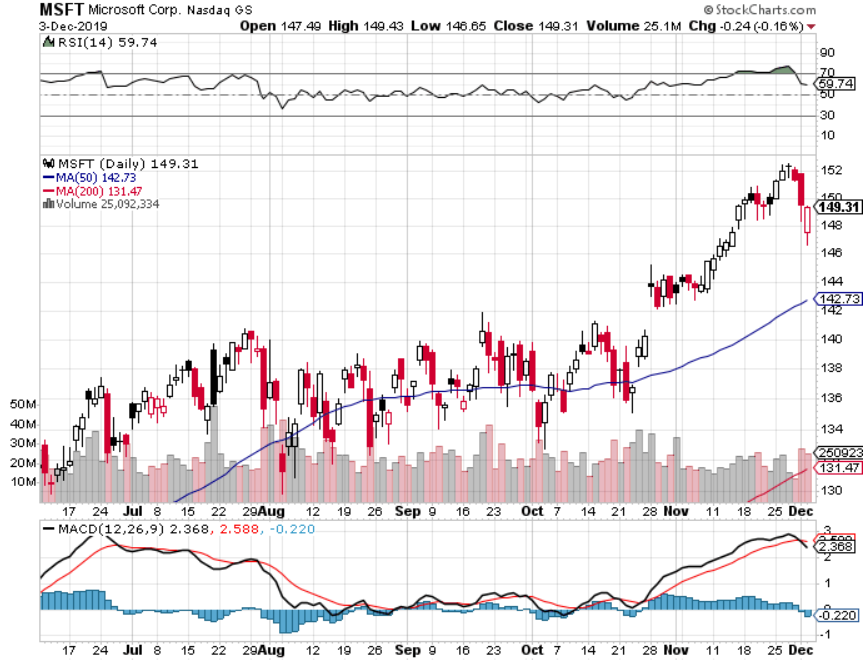 MSFT Microsoft Corp. Nasdaq GS © StockCharts.com
3-Dec-2019 Open 147.49 High 149.43 Low 146.65 Close 149.31 Volume 25.1M Chg -0.24 (-0.16%)
RSI(14) 59.74
90
70
59.74
50
30
10
MSFT (Daily) 149.31
MA(50) 142.73
MA(200) 131.47
Volume 25,092,334
152
150
149.31
148
146
144
142.73
142
140
138
136
134
250923
131.47
130
50M
40M
30M
20M
10M
17 24 Jul 8 15 22 29 Aug 12 19 26 Sep 9 16 23 Oct 7 14 21 28 Nov 11 18 25 Dec
MACD(12,26,9) 2.368, 2.588, -0.220
3
2.368
2
1
0
-0.220
-1
17 24 Jul 8 15 22 29 Aug 12 19 26 Sep 9 16 23 Oct 7 14 21 28 Nov 11 18 25 Dec